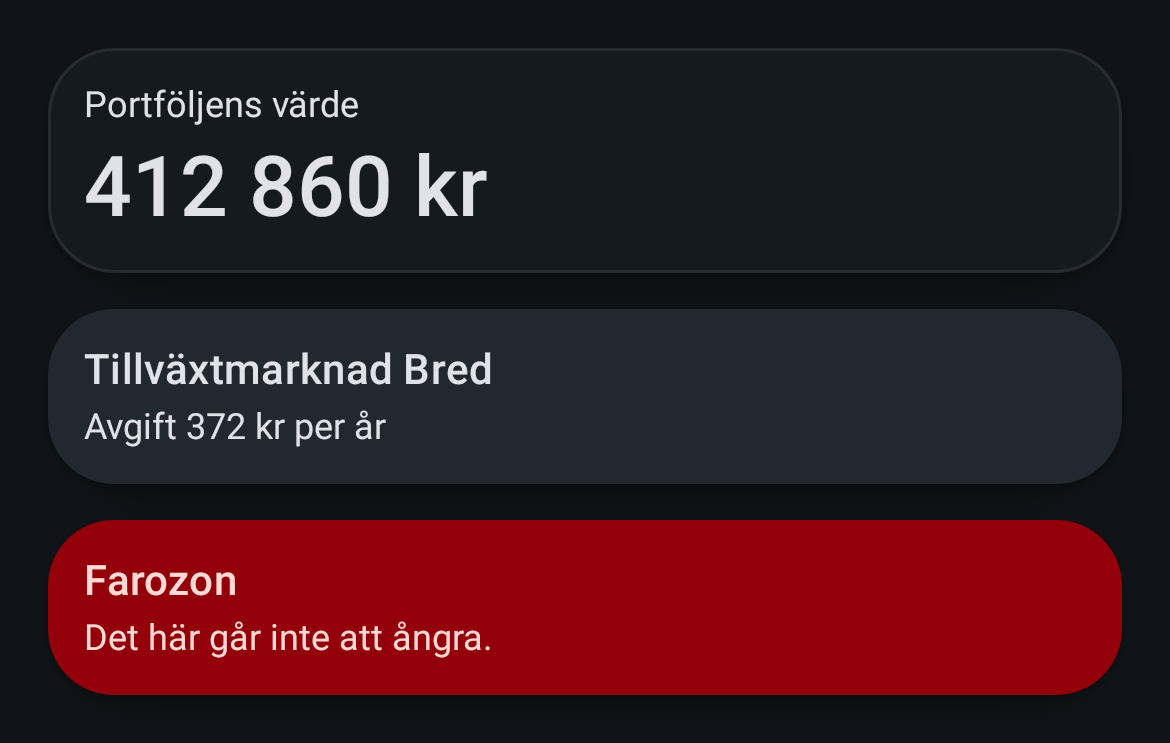 Portföljens värde
412 860 kr
Tillväxtmarknad Bred
Avgift 372 kr per år
Farozon
Det här går inte att ångra.